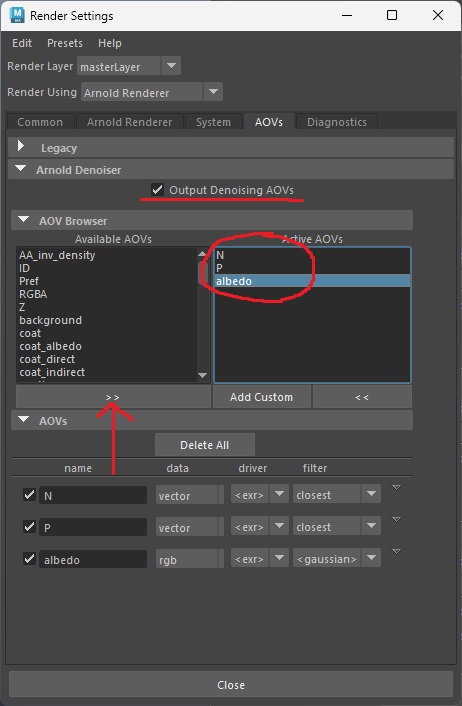 M Render Settings
Edit Presets Help
Render Layer masterLayer
Render Using Arnold Renderer
Common Arnold Renderer System AOVs Diagnostics
Legacy
Arnold Denoiser
Output Denoising AOVs
AOV Browser
Available AOVs Active AOVs
AA_inv_density N
ID P
Pref albedo
RGBA
Z
background
coat
coat_albedo
coat_direct
coat_indirect
>> Add Custom <<
AOVs
Delete All
name data driver filter
N vector <exr> closest
P vector <exr> closest
albedo rgb <exr> <gaussian>
Close